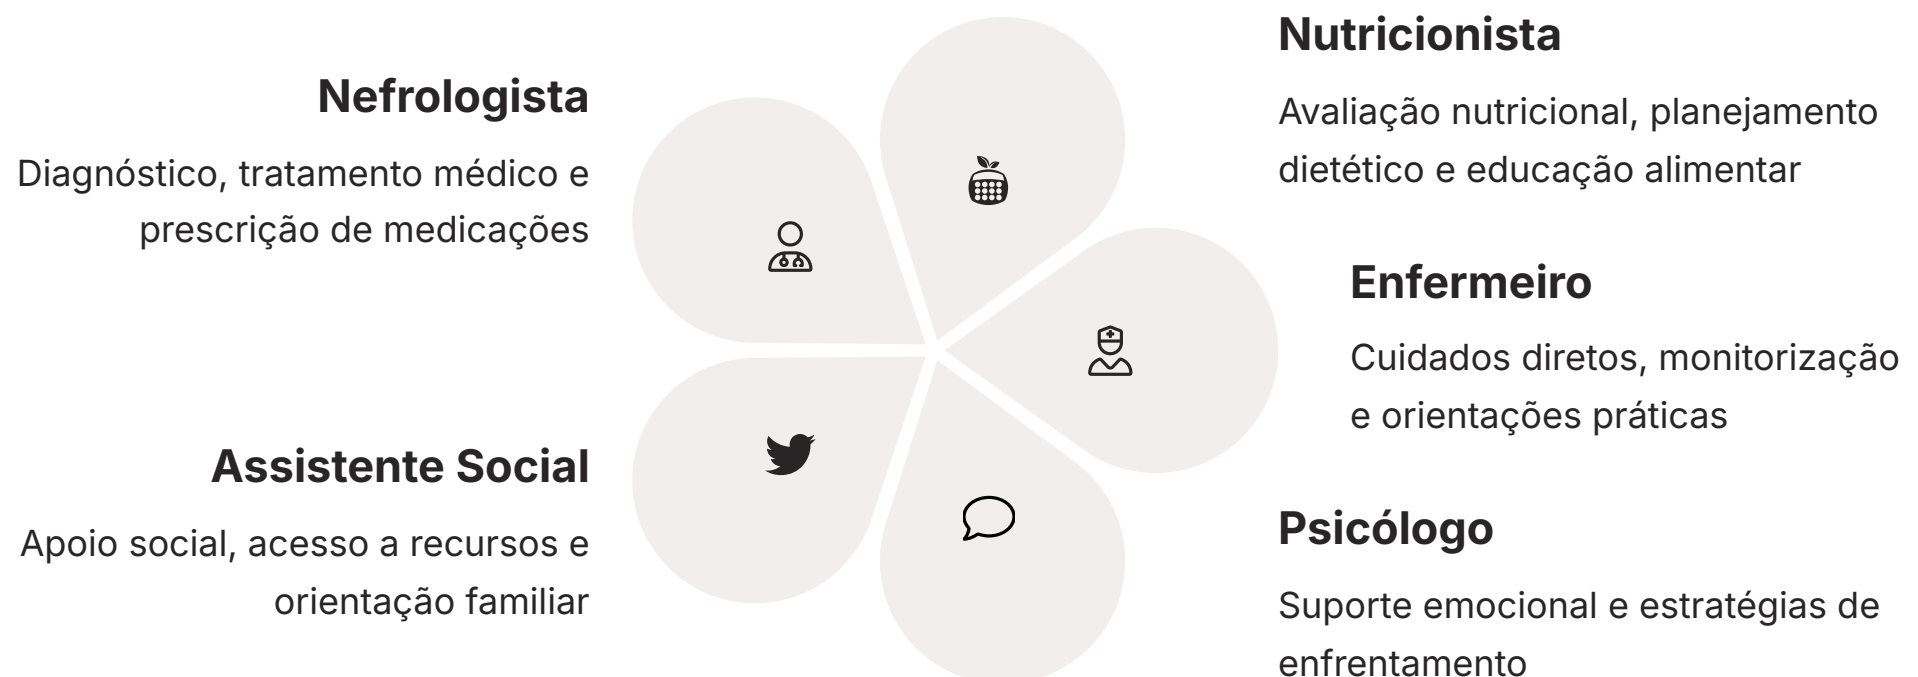 Nefrologista
Diagnóstico, tratamento médico e
prescrição de medicações
Nutricionista
Avaliação nutricional, planejamento
dietético e educação alimentar
Enfermeiro
Cuidados diretos, monitorização
e orientações práticas
Assistente Social
Apoio social, acesso a recursos e
orientação familiar
Psicólogo
Suporte emocional e estratégias de
enfrentamento